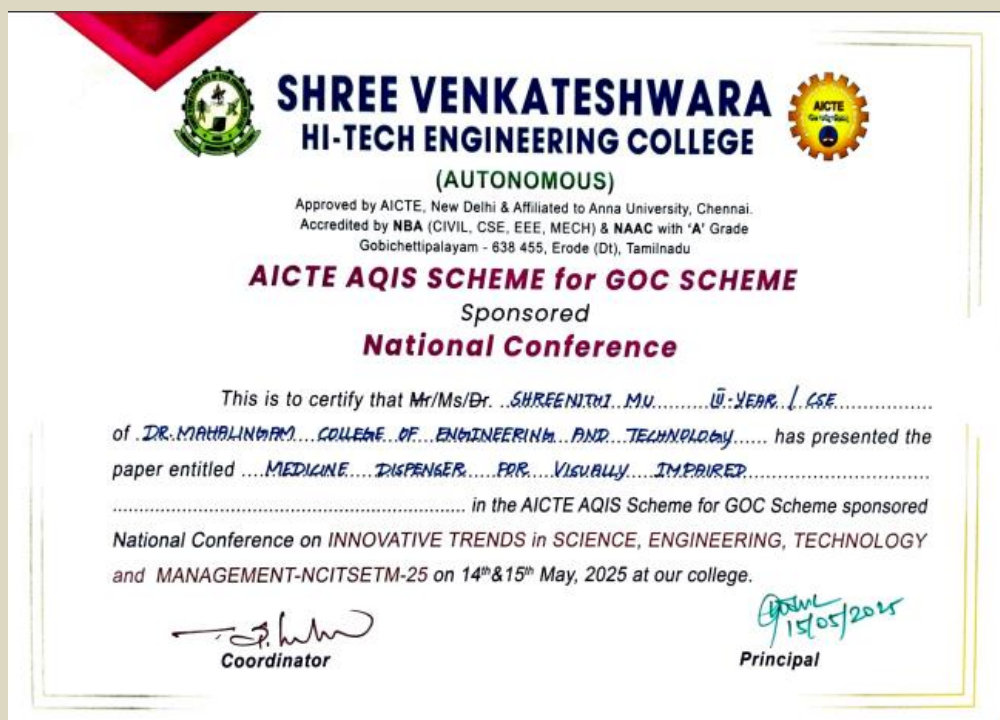 SHREE VENKATESHWARA
HI-TECH ENGINEERING COLLEGE
AICTE
(AUTONOMOUS)
Approved by AICTE, New Delhi & Affiliated to Anna University, Chennai.
Accredited by NBA (CIVIL, CSE, EEE, MECH) & NAAC with ‘A’ Grade
Gobichettipalayam - 638 455, Erode (Dt), Tamilnadu
AICTE AQIS SCHEME for GOC SCHEME
Sponsored
National Conference
This is to certify that Mr/Ms/Dr. SHREENITHI MU III-YEAR / CSE
of DR.MAHALINGAM COLLEGE OF ENGINEERING AND TECHNOLOGY has presented the
paper entitled MEDICINE DISPENSER FOR VISUALLY IMPAIRED
in the AICTE AQIS Scheme for GOC Scheme sponsored
National Conference on INNOVATIVE TRENDS in SCIENCE, ENGINEERING, TECHNOLOGY
and MANAGEMENT-NCITSETM-25 on 14th&15th May, 2025 at our college.
15/05/2025
Coordinator
Principal